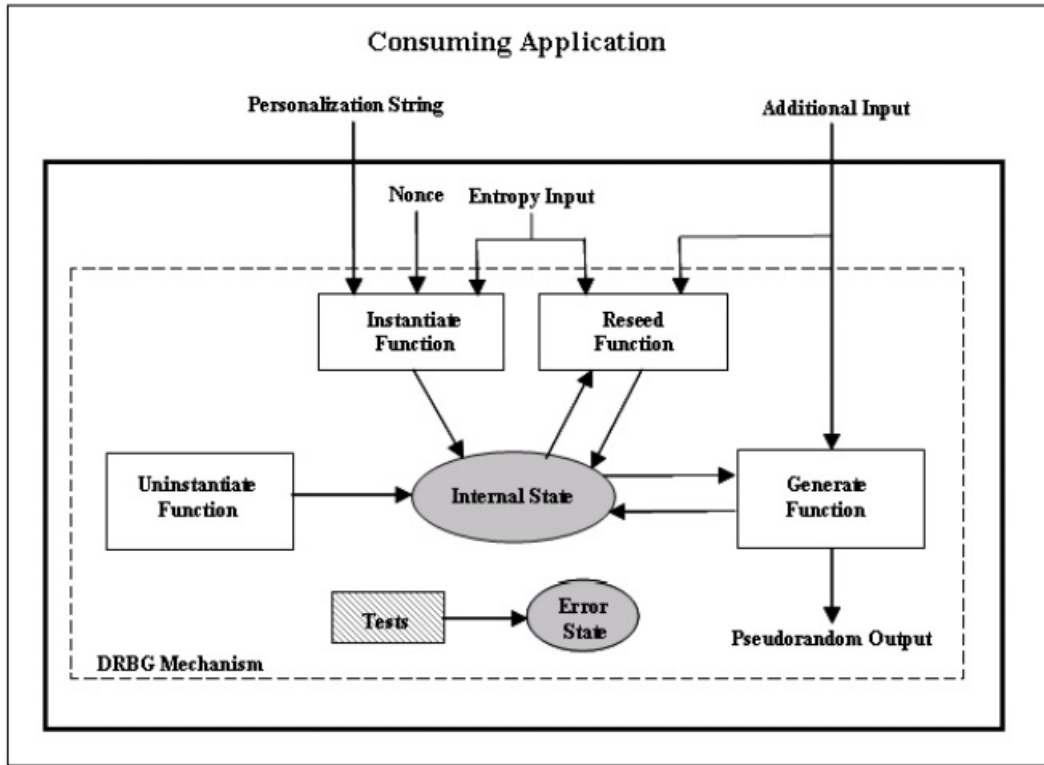 Consuming Application
Personalization String
Additional Input
Nonce
Entropy Input
Instantiate
Function
Reseed
Function
Uninstantiate
Function
Internal State
Generate
Function
Tests
Error
State
Pseudorandom Output
DRBG Mechanism